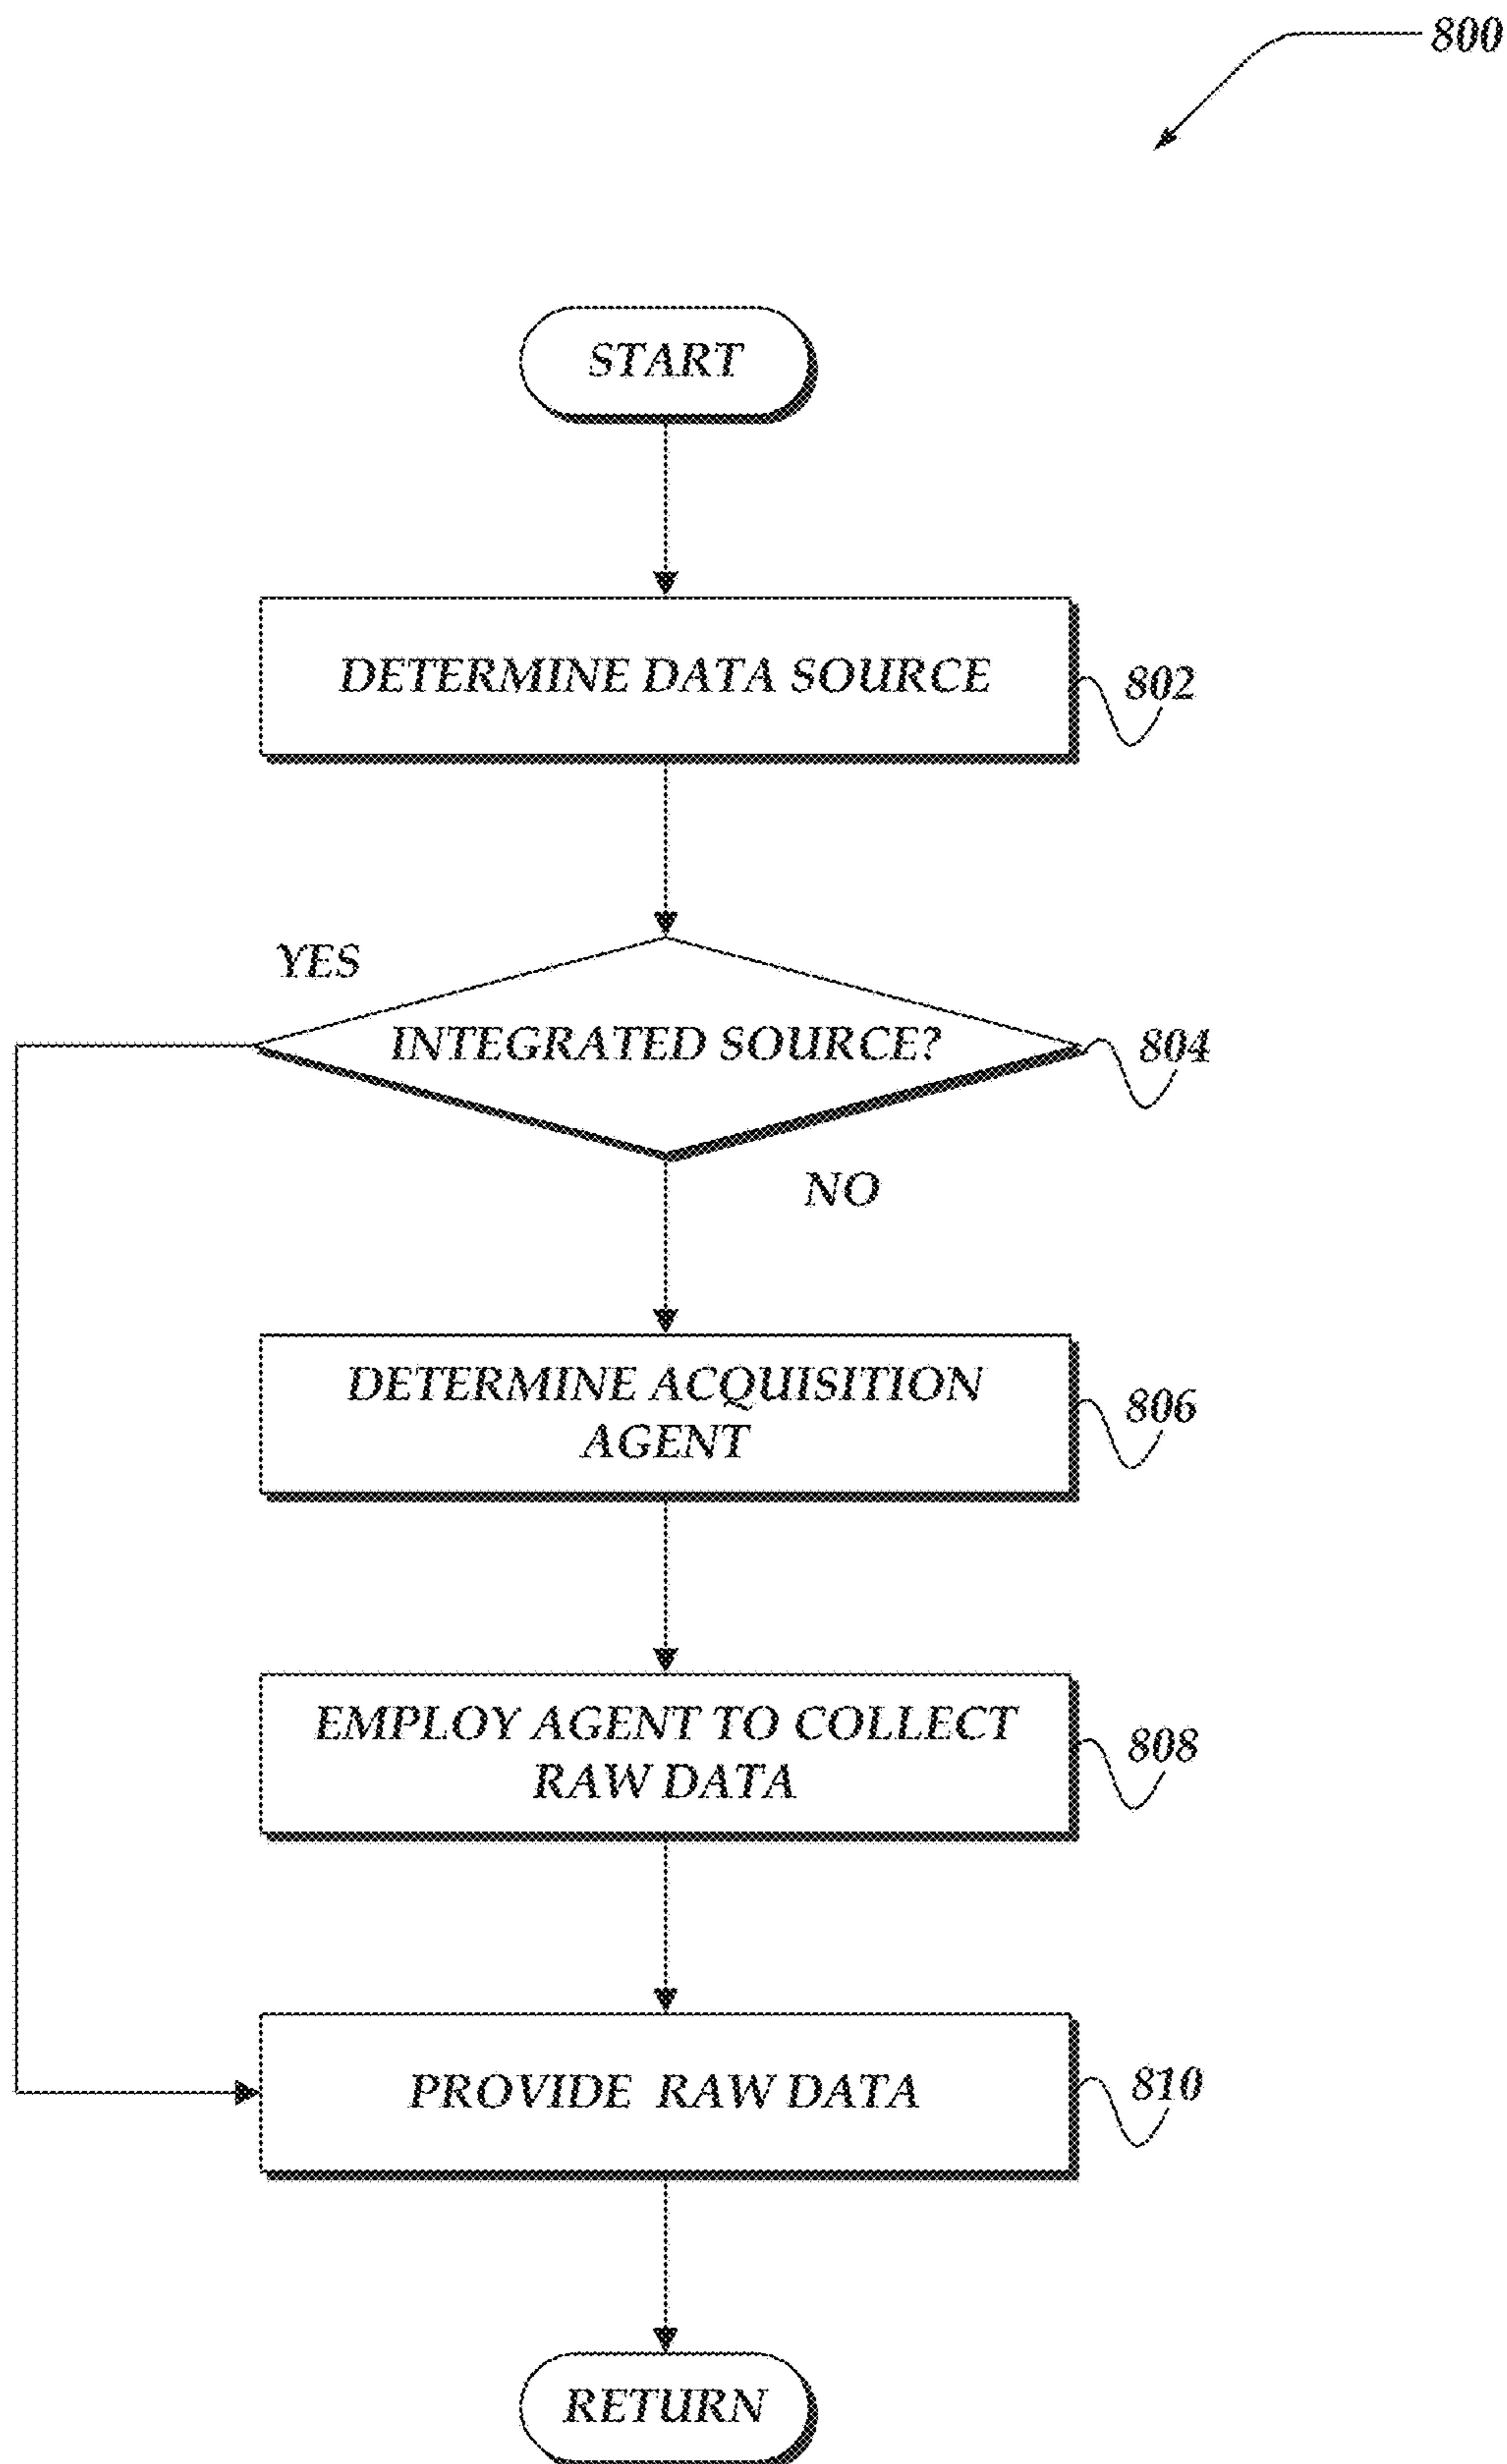 800
START
DETERMINE DATA SOURCE
802
YES
INTEGRATED SOURCE?
804
NO
DETERMINE ACQUISITION
AGENT
806
EMPLOY AGENT TO COLLECT
RAW DATA
808
PROVIDE RAW DATA
810
RETURN